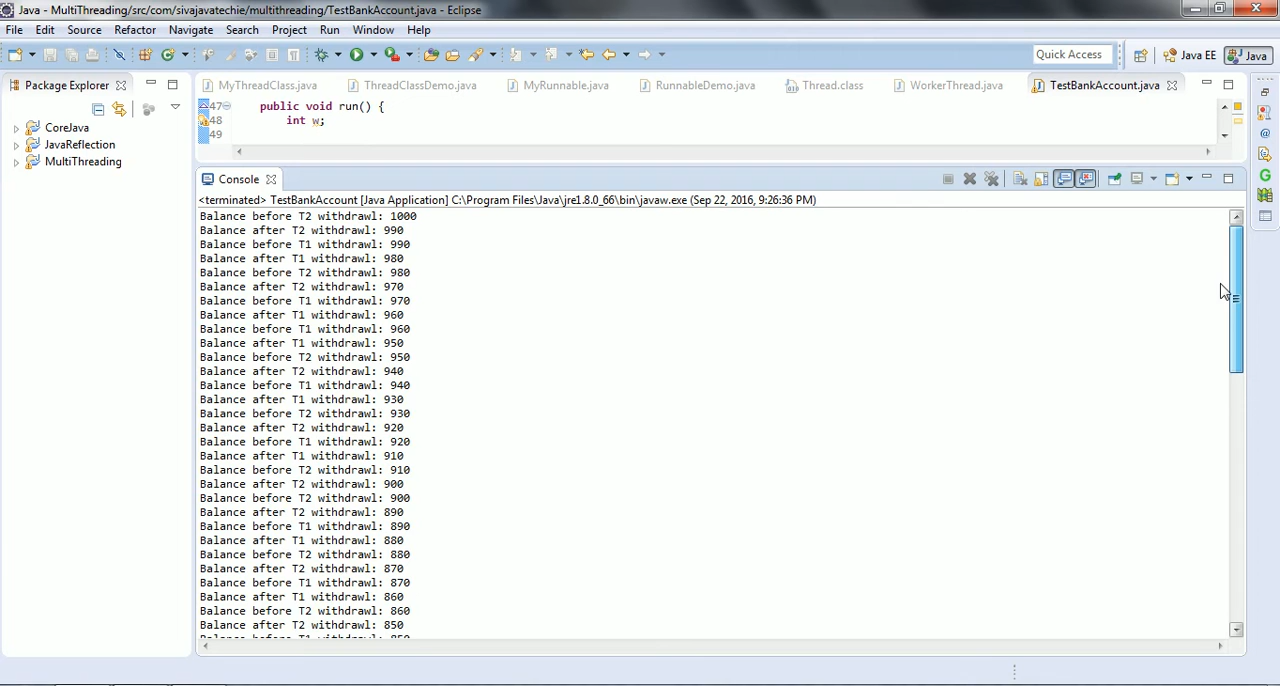 Java - MultiThreading/src/com/sivajavatechie/multithreading/TestBankAccount.java - Eclipse
File Edit Source Refactor Navigate Search Project Run Window Help
Quick Access Java EE Java
Package Explorer MyThreadClass.java ThreadClassDemo.java MyRunnable.java RunnableDemo.java Thread.class WorkerThread.java TestBankAccount.java
47 public void run() {
48 int w;
49
CoreJava
JavaReflection
MultiThreading
Console
<terminated> TestBankAccount [Java Application] C:\Program Files\Java\jre1.8.0_66\bin\javaw.exe (Sep 22, 2016, 9:26:36 PM)
Balance before T2 withdrawl: 1000
Balance after T2 withdrawl: 990
Balance before T1 withdrawl: 990
Balance after T1 withdrawl: 980
Balance before T2 withdrawl: 980
Balance after T2 withdrawl: 970
Balance before T1 withdrawl: 970
Balance after T1 withdrawl: 960
Balance before T1 withdrawl: 960
Balance after T1 withdrawl: 950
Balance before T2 withdrawl: 950
Balance after T2 withdrawl: 940
Balance before T1 withdrawl: 940
Balance after T1 withdrawl: 930
Balance before T2 withdrawl: 930
Balance after T2 withdrawl: 920
Balance before T1 withdrawl: 920
Balance after T1 withdrawl: 910
Balance before T2 withdrawl: 910
Balance after T2 withdrawl: 900
Balance before T2 withdrawl: 900
Balance after T2 withdrawl: 890
Balance before T1 withdrawl: 890
Balance after T1 withdrawl: 880
Balance before T2 withdrawl: 880
Balance after T2 withdrawl: 870
Balance before T1 withdrawl: 870
Balance after T1 withdrawl: 860
Balance before T2 withdrawl: 860
Balance after T2 withdrawl: 850
Balance before T1 withdrawl: 850